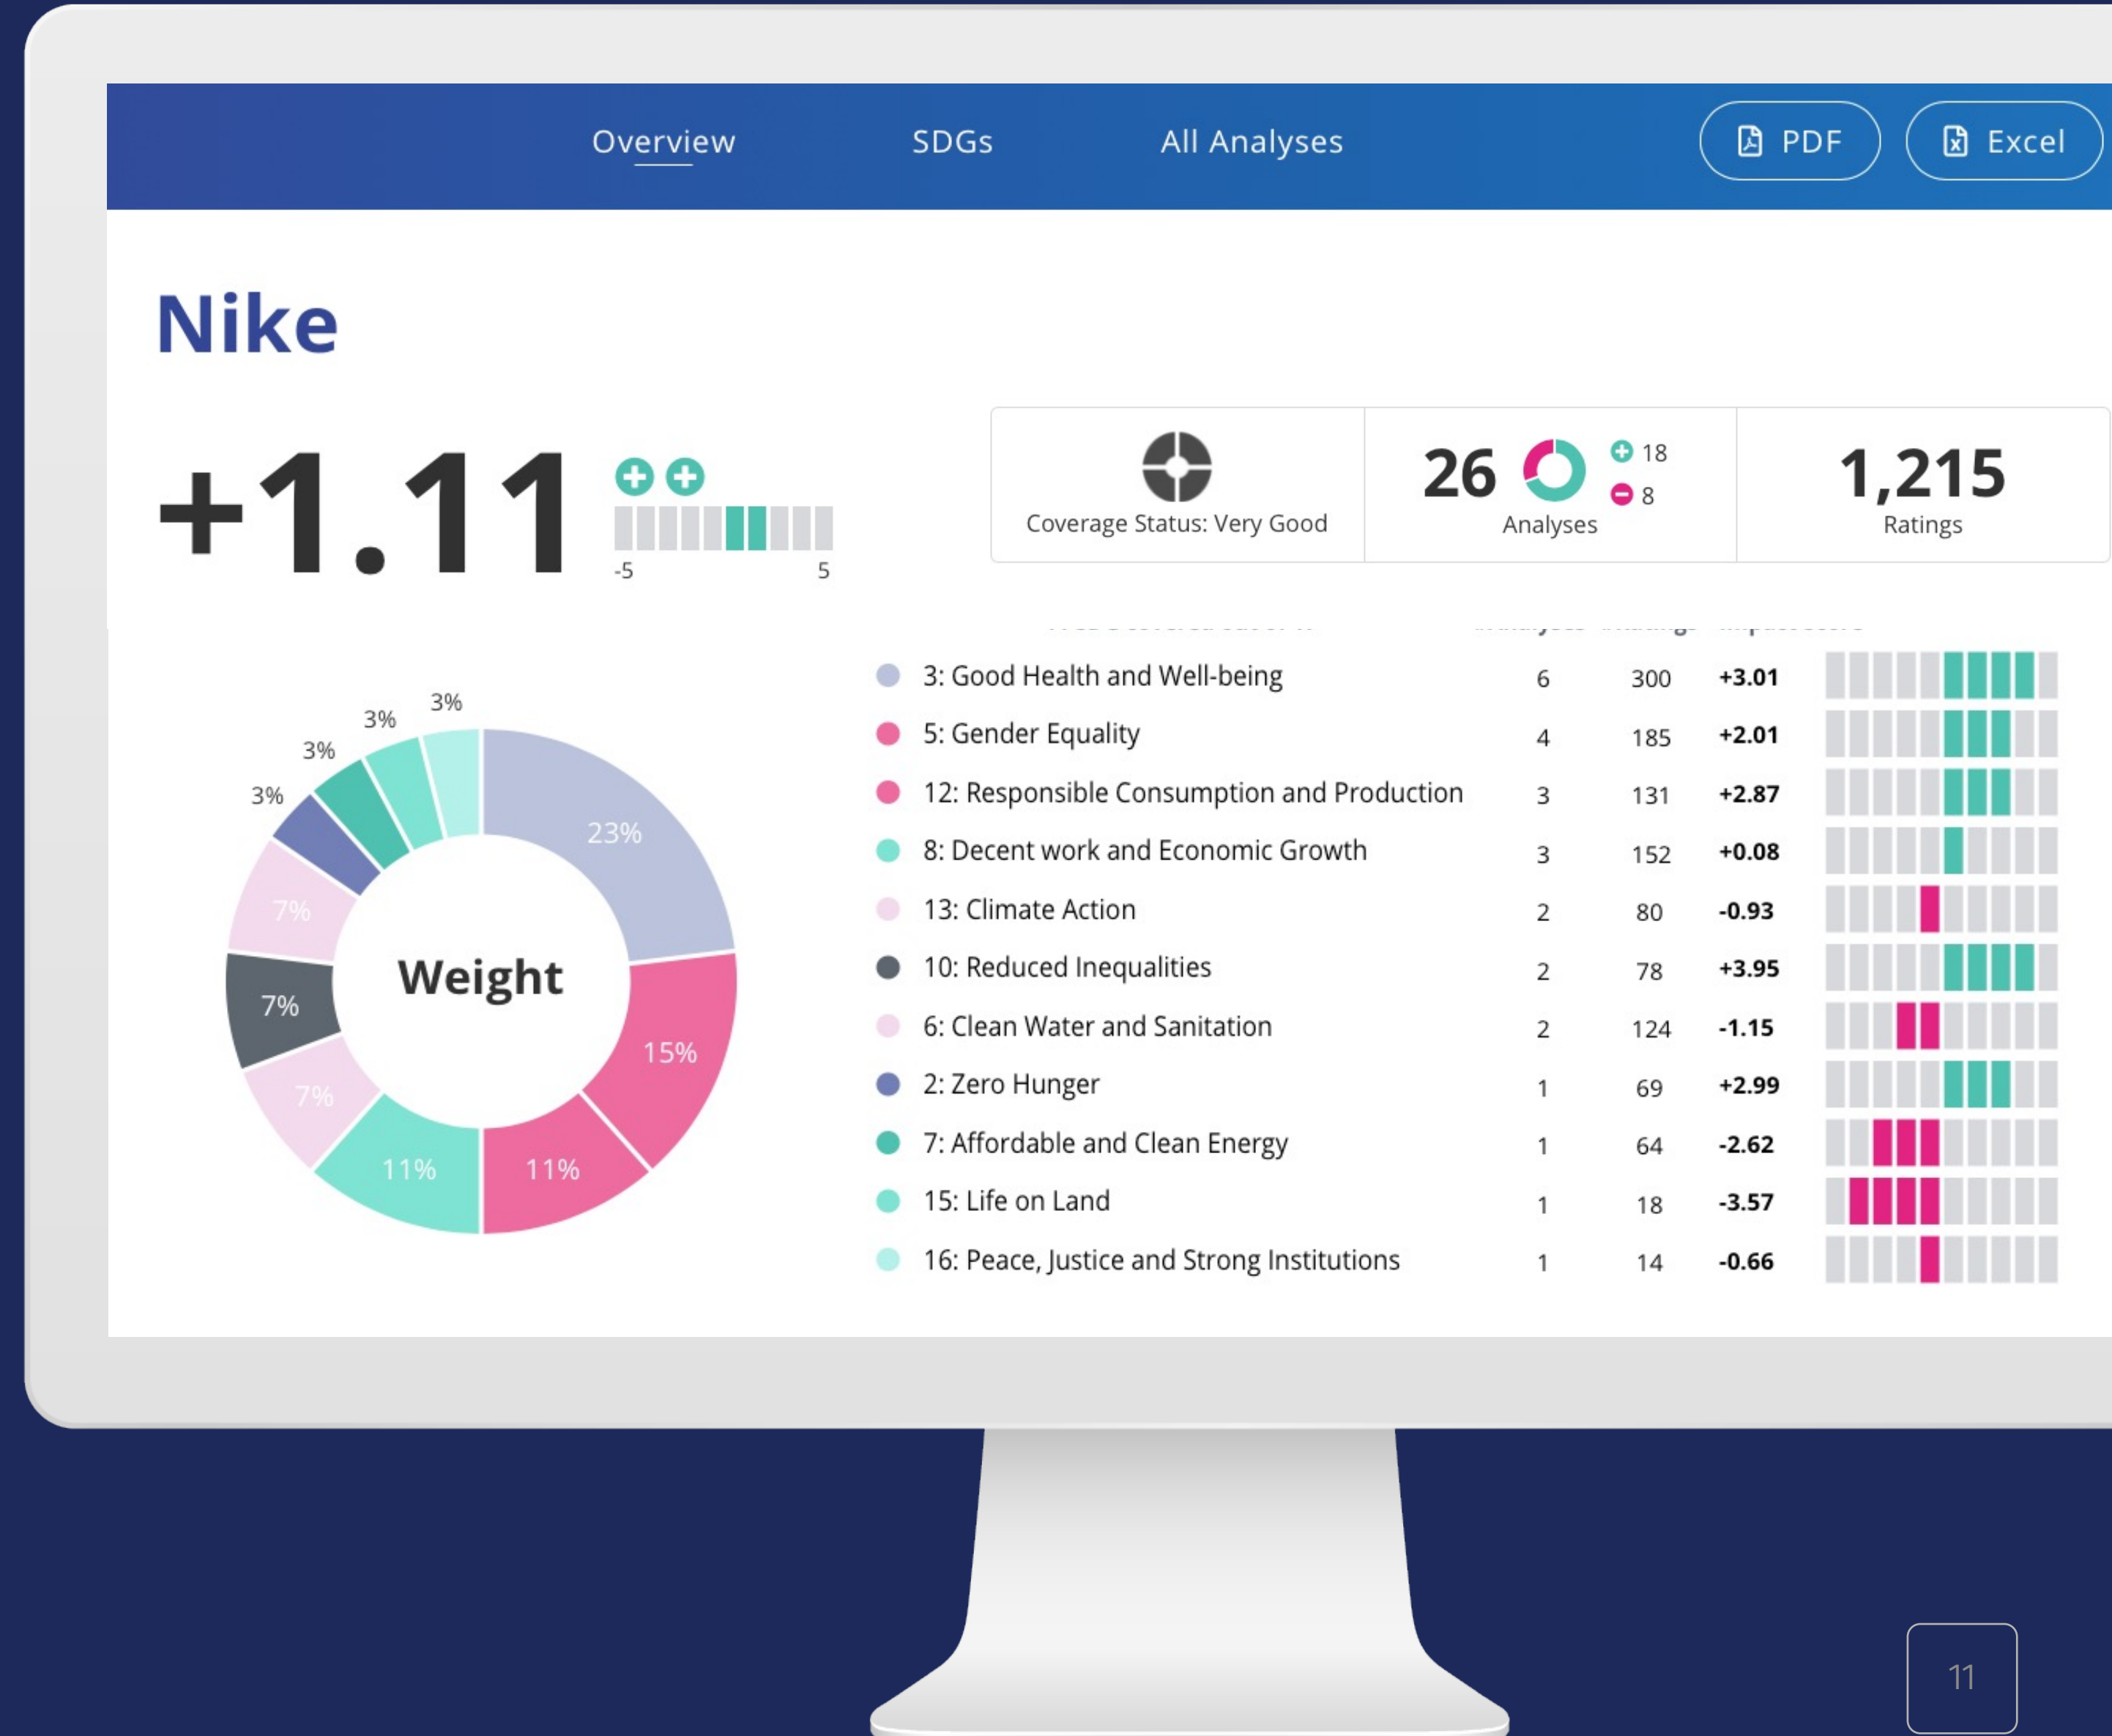 Overview SDGs All Analyses PDF Excel
Nike
+1.11
-5 5
Coverage Status: Very Good
26
18
8
Analyses
1,215
Ratings
3: Good Health and Well-being 6 300 +3.01
5: Gender Equality 4 185 +2.01
12: Responsible Consumption and Production 3 131 +2.87
8: Decent work and Economic Growth 3 152 +0.08
13: Climate Action 2 80 -0.93
10: Reduced Inequalities 2 78 +3.95
6: Clean Water and Sanitation 2 124 -1.15
2: Zero Hunger 1 69 +2.99
7: Affordable and Clean Energy 1 64 -2.62
15: Life on Land 1 18 -3.57
16: Peace, Justice and Strong Institutions 1 14 -0.66
Weight
23%
15%
11%
11%
7%
7%
7%
3%
3%
3%
3%
11